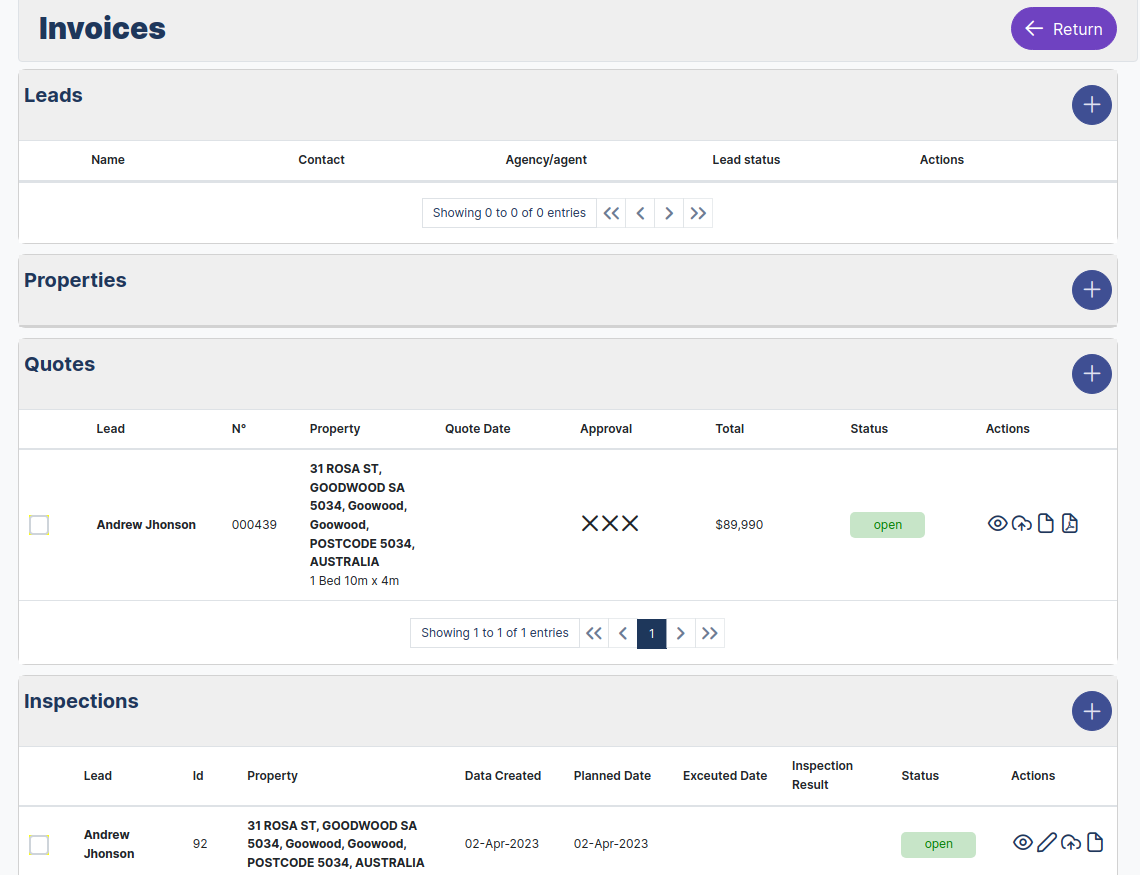 Invoices
Return
Leads
Name Contact Agency/agent Lead status Actions
Showing 0 to 0 of 0 entries
Properties
Quotes
Lead N° Property Quote Date Approval Total Status Actions
31 ROSA ST,
GOODWOOD SA
5034, Goowood,
Goowood,
POSTCODE 5034,
AUSTRALIA
1 Bed 10m x 4m
Andrew Jhonson 000439 $89,990 open
Showing 1 to 1 of 1 entries 1
Inspections
Lead Id Property Data Created Planned Date Exceuted Date Inspection
Result Status Actions
Andrew
Jhonson
92
31 ROSA ST, GOODWOOD SA
5034, Goowood, Goowood,
POSTCODE 5034, AUSTRALIA
02-Apr-2023 02-Apr-2023 open